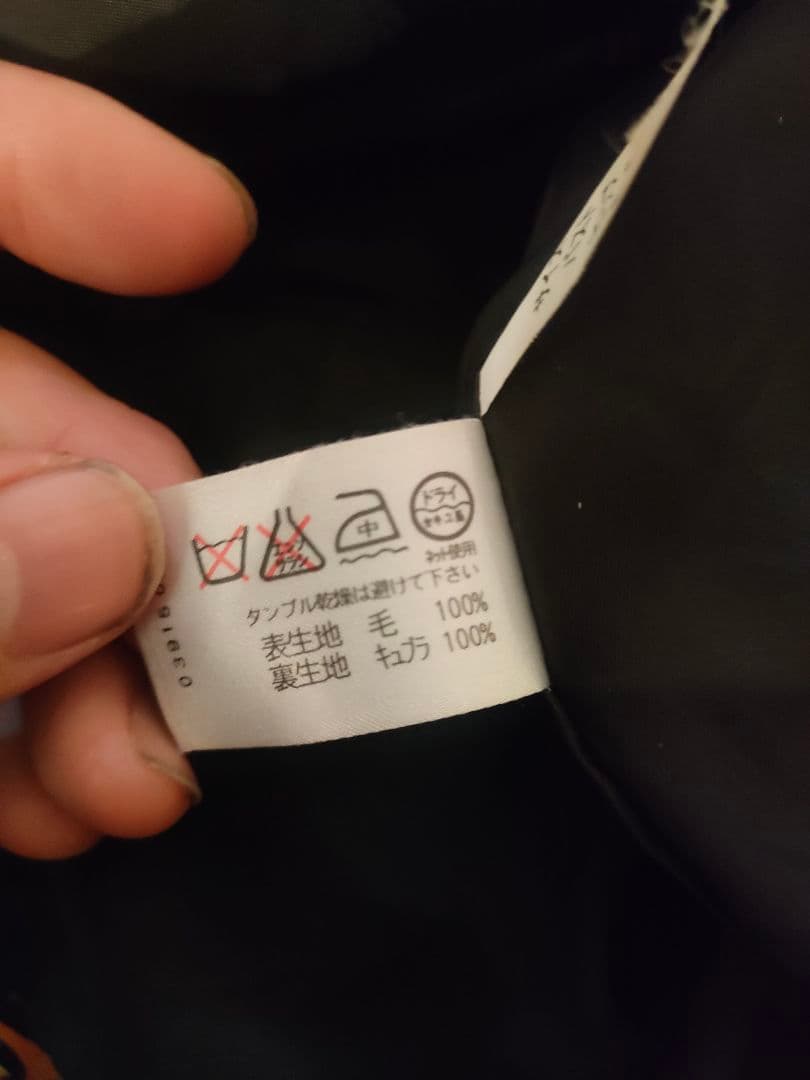 中
ドライ
セキユ系
ネット使用
タンブル乾燥は避けて下さい
表生地 毛 100%
裏生地 キュプラ 100%